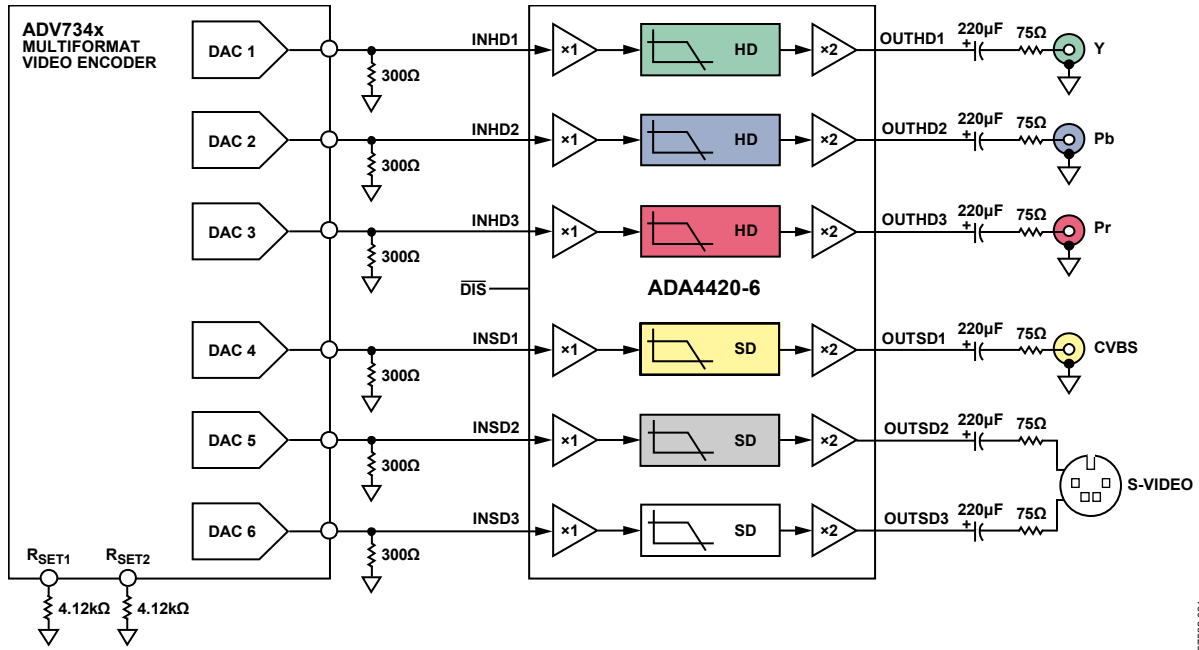 ADV734x
MULTIFORMAT
VIDEO ENCODER
DAC 1
300Ω
INHD1
×1
HD
×2
OUTHD1
220µF
+
75Ω
Y
DAC 2
300Ω
INHD2
×1
HD
×2
OUTHD2
220µF
+
75Ω
Pb
DAC 3
300Ω
INHD3
×1
HD
×2
OUTHD3
220µF
+
75Ω
Pr
DIS
ADA4420-6
DAC 4
300Ω
INSD1
×1
SD
×2
OUTSD1
220µF
+
75Ω
CVBS
DAC 5
300Ω
INSD2
×1
SD
×2
OUTSD2
220µF
+
75Ω
S-VIDEO
DAC 6
300Ω
INSD3
×1
SD
×2
OUTSD3
220µF
+
75Ω
RSET1
RSET2
4.12kΩ
4.12kΩ